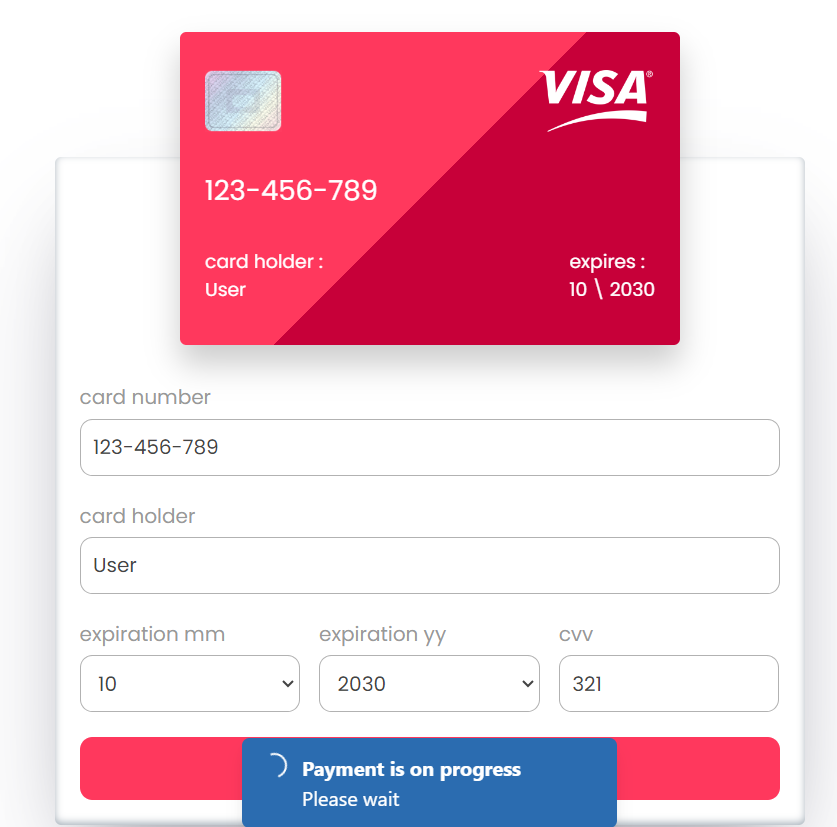 VISA®
123-456-789
card holder :
User
expires :
10 \ 2030
card number
123-456-789
card holder
User
expiration mm
expiration yy
cvv
10
2030
321
Payment is on progress
Please wait